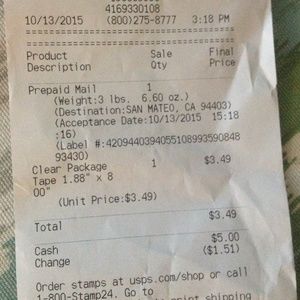 4169330108
10/13/2015 (800)275-8777 3:18 PM
Product Sale Final
Description Qty Price
Prepaid Mail 1
(Weight:3 lbs. 6.60 oz.)
(Destination:SAN MATEO, CA 94403)
(Acceptance Date:10/13/2015 15:18
:16)
(Label #:4209440394055108993590848
93430)
Clear Package 1 $3.49
Tape 1.88" x 8
00"
(Unit Price:$3.49)
Total $3.49
Cash $5.00
Change ($1.51)
Order stamps at usps.com/shop or call
1-800-Stamp24. Go to
print shipping